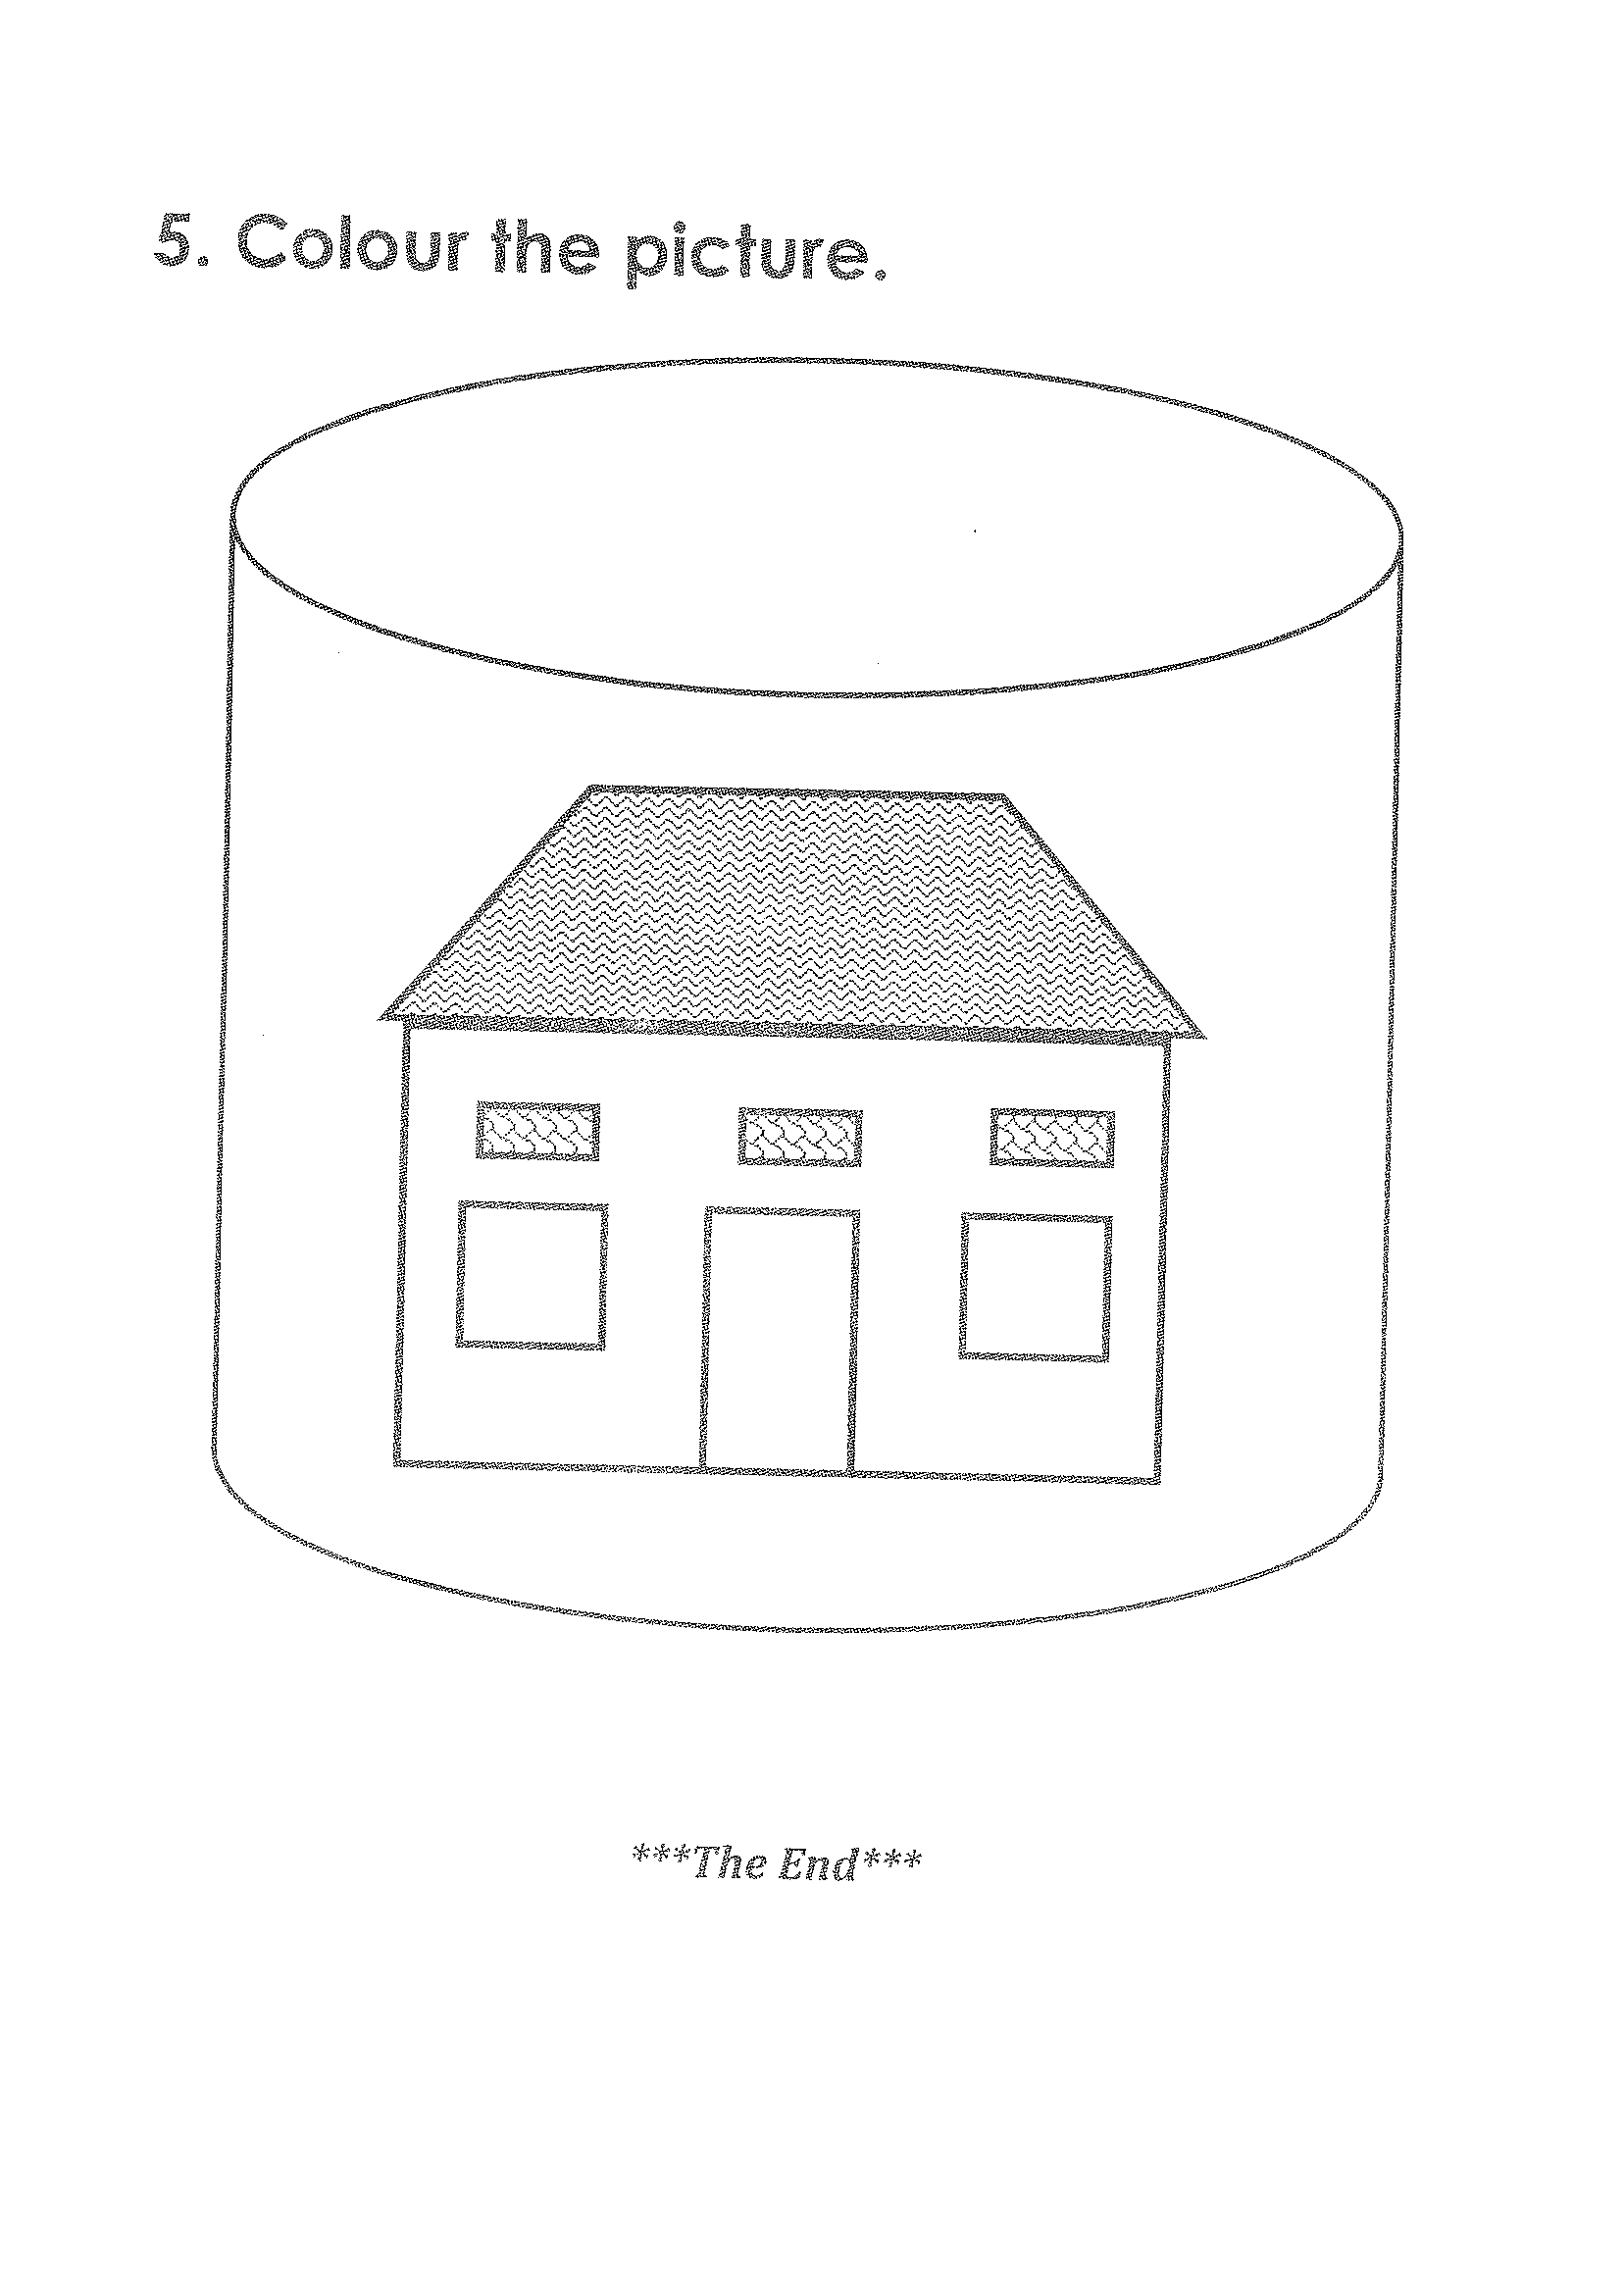 5. Colour the picture.
***The End***